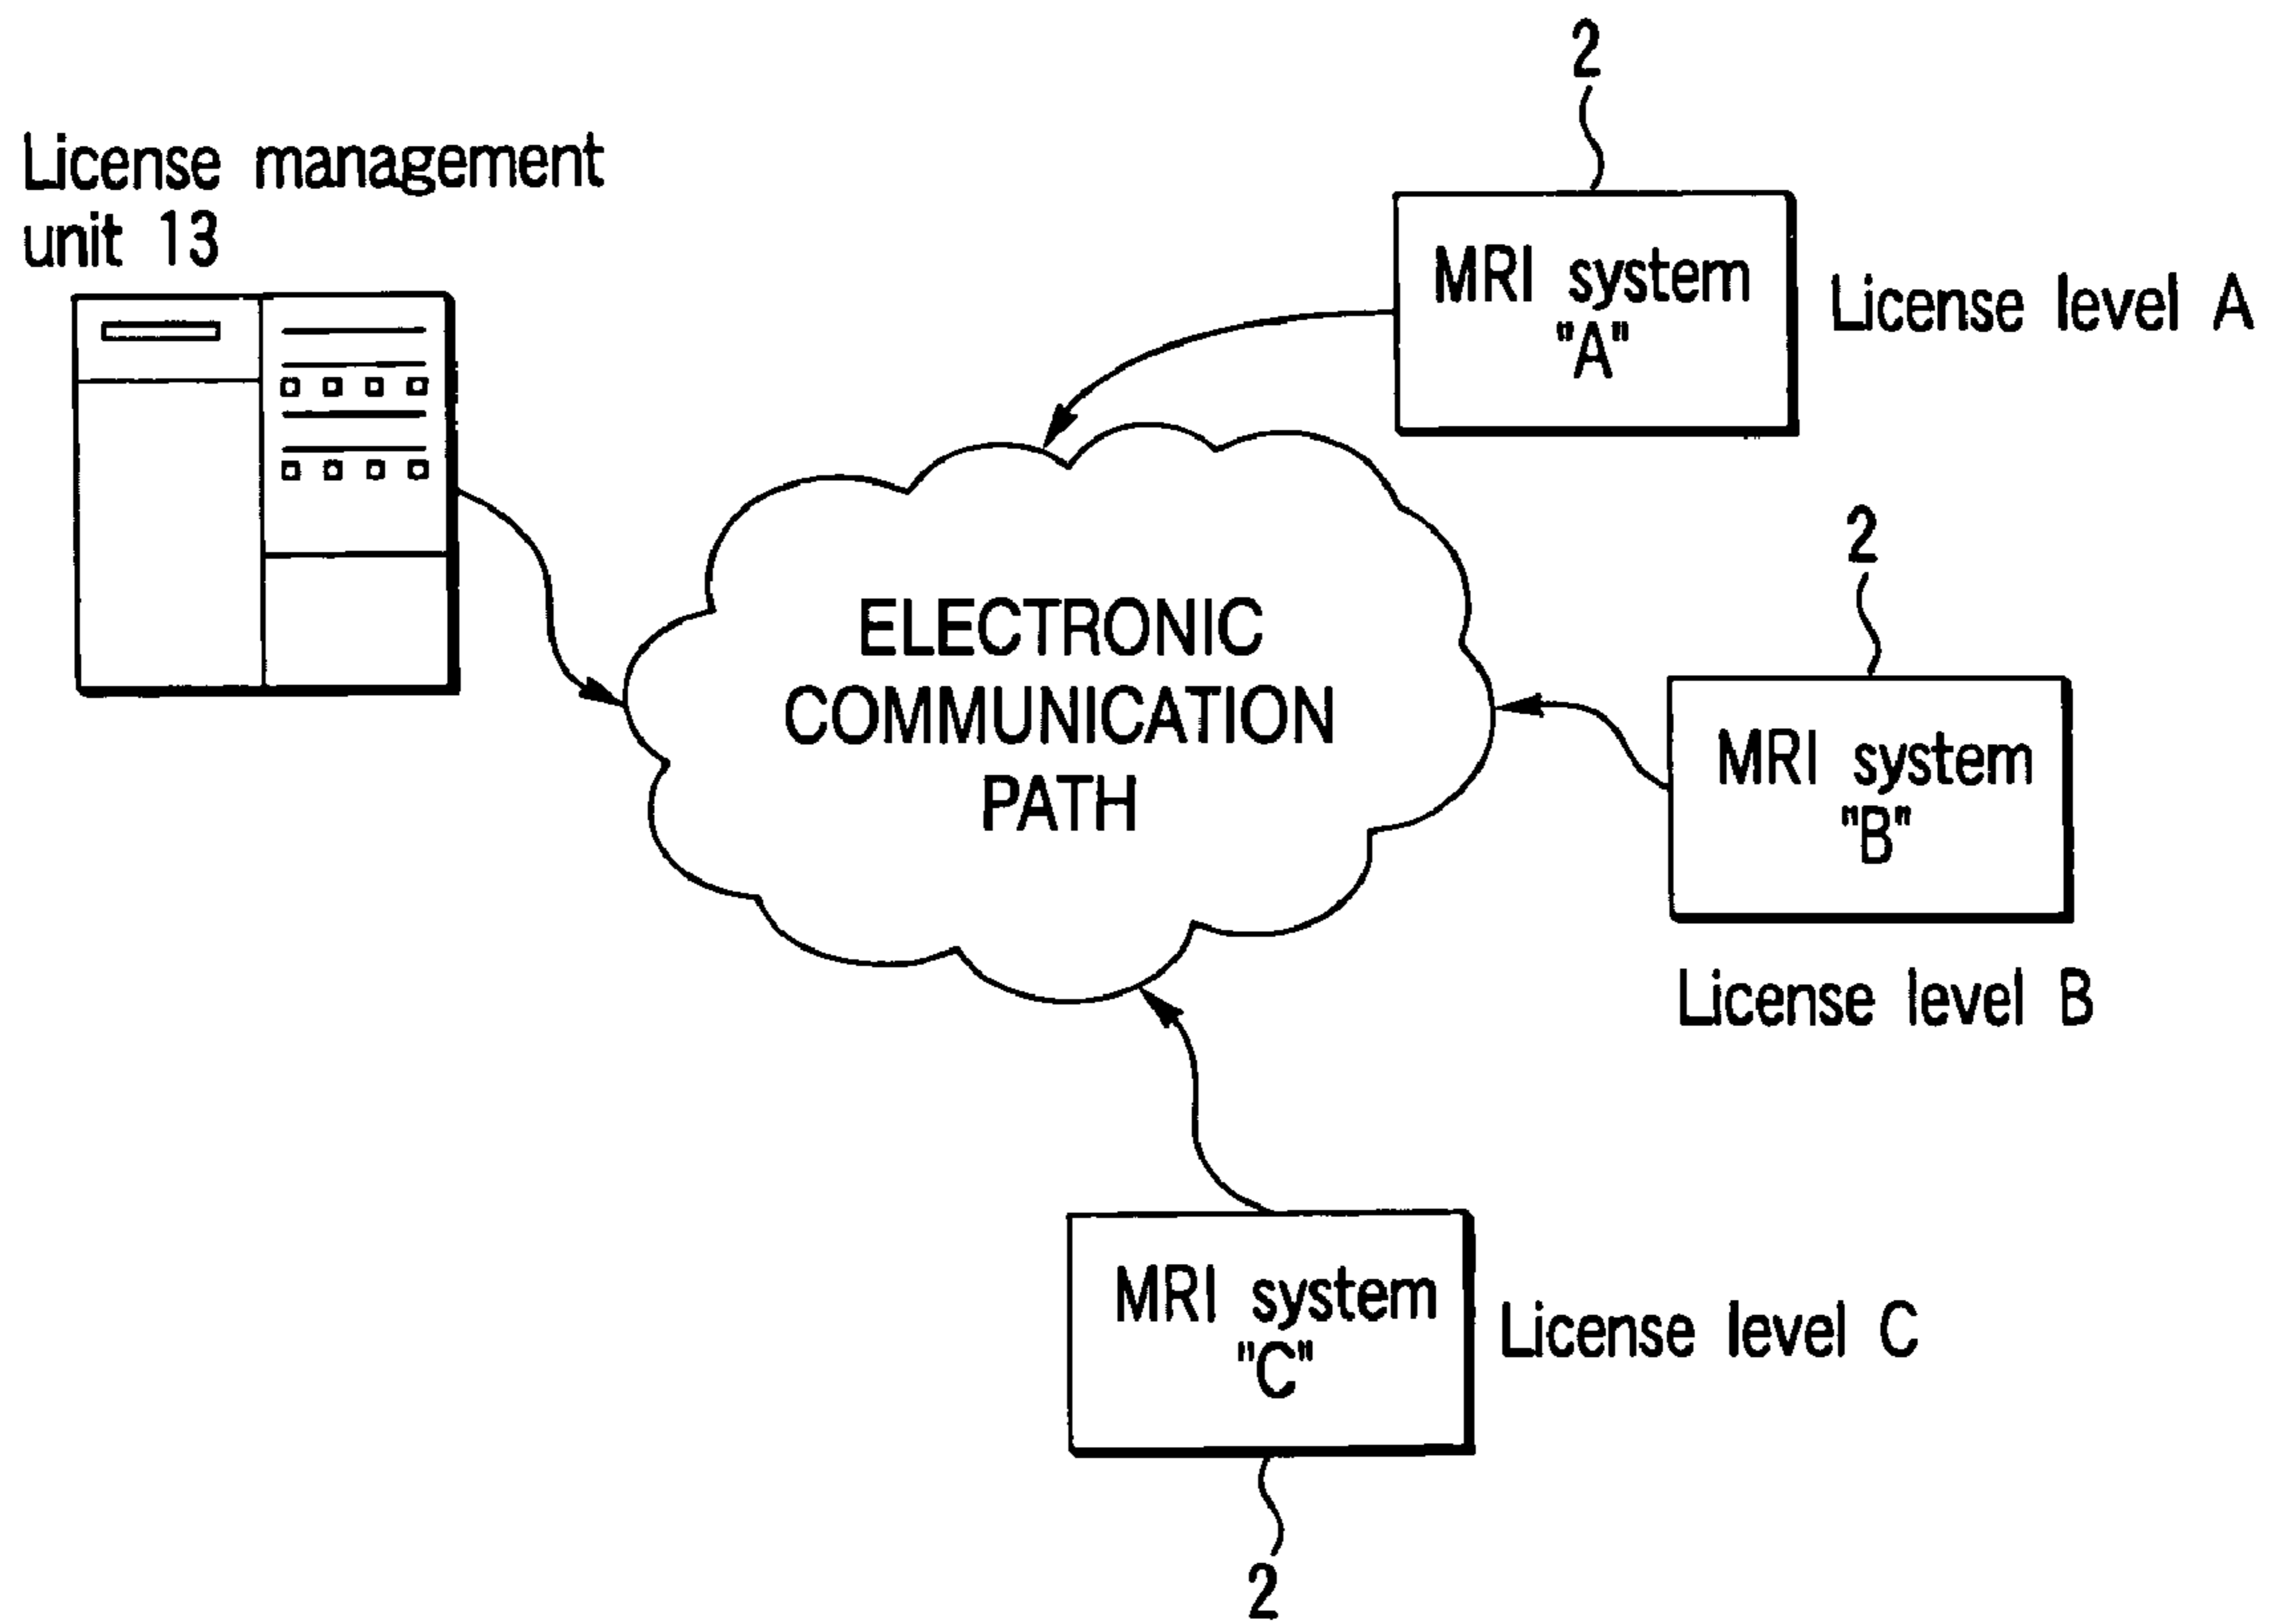 2
License management
unit 13
MRI system
"A"
License level A
2
ELECTRONIC
COMMUNICATION
PATH
MRI system
"B"
License level B
MRI system
"C"
License level C
2